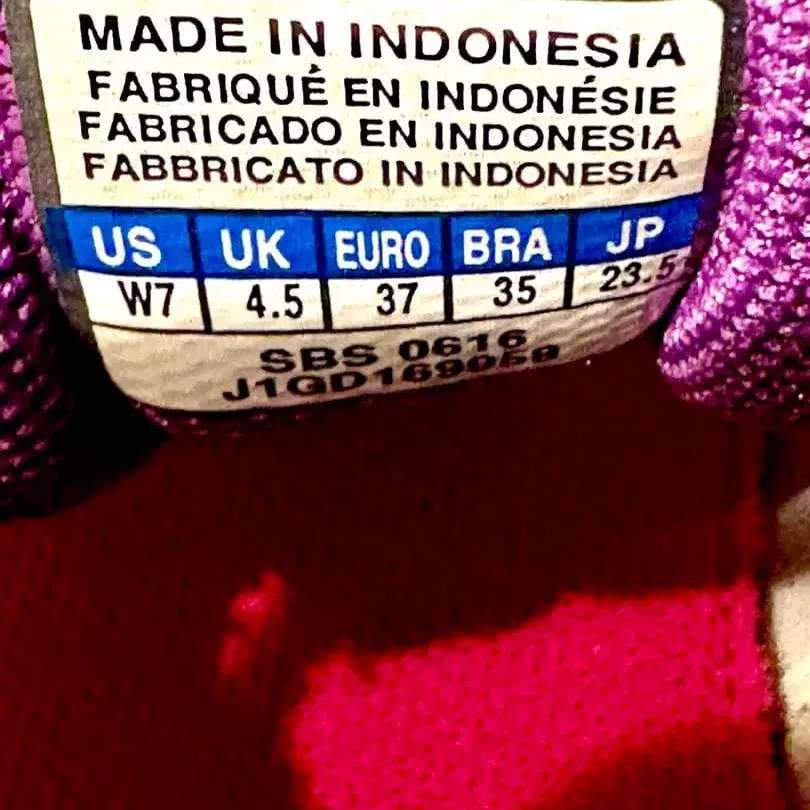 MADE IN INDONESIA
FABRIQUÉ EN INDONÉSIE
FABRICADO EN INDONESIA
FABBRICATO IN INDONESIA
US UK EURO BRA JP
W7 4.5 37 35 23.5
SBS 0616